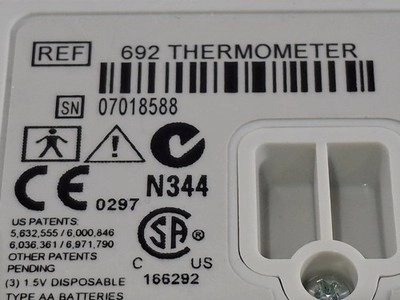 REF 692 THERMOMETER
SN 07018588
CE 0297 N344
US PATENTS:
5,632,555 / 6,000,846
6,036,361 / 6,971,790
OTHER PATENTS
PENDING
SA
C US
166292
(3) 1.5V DISPOSABLE
TYPE AA BATTERIES